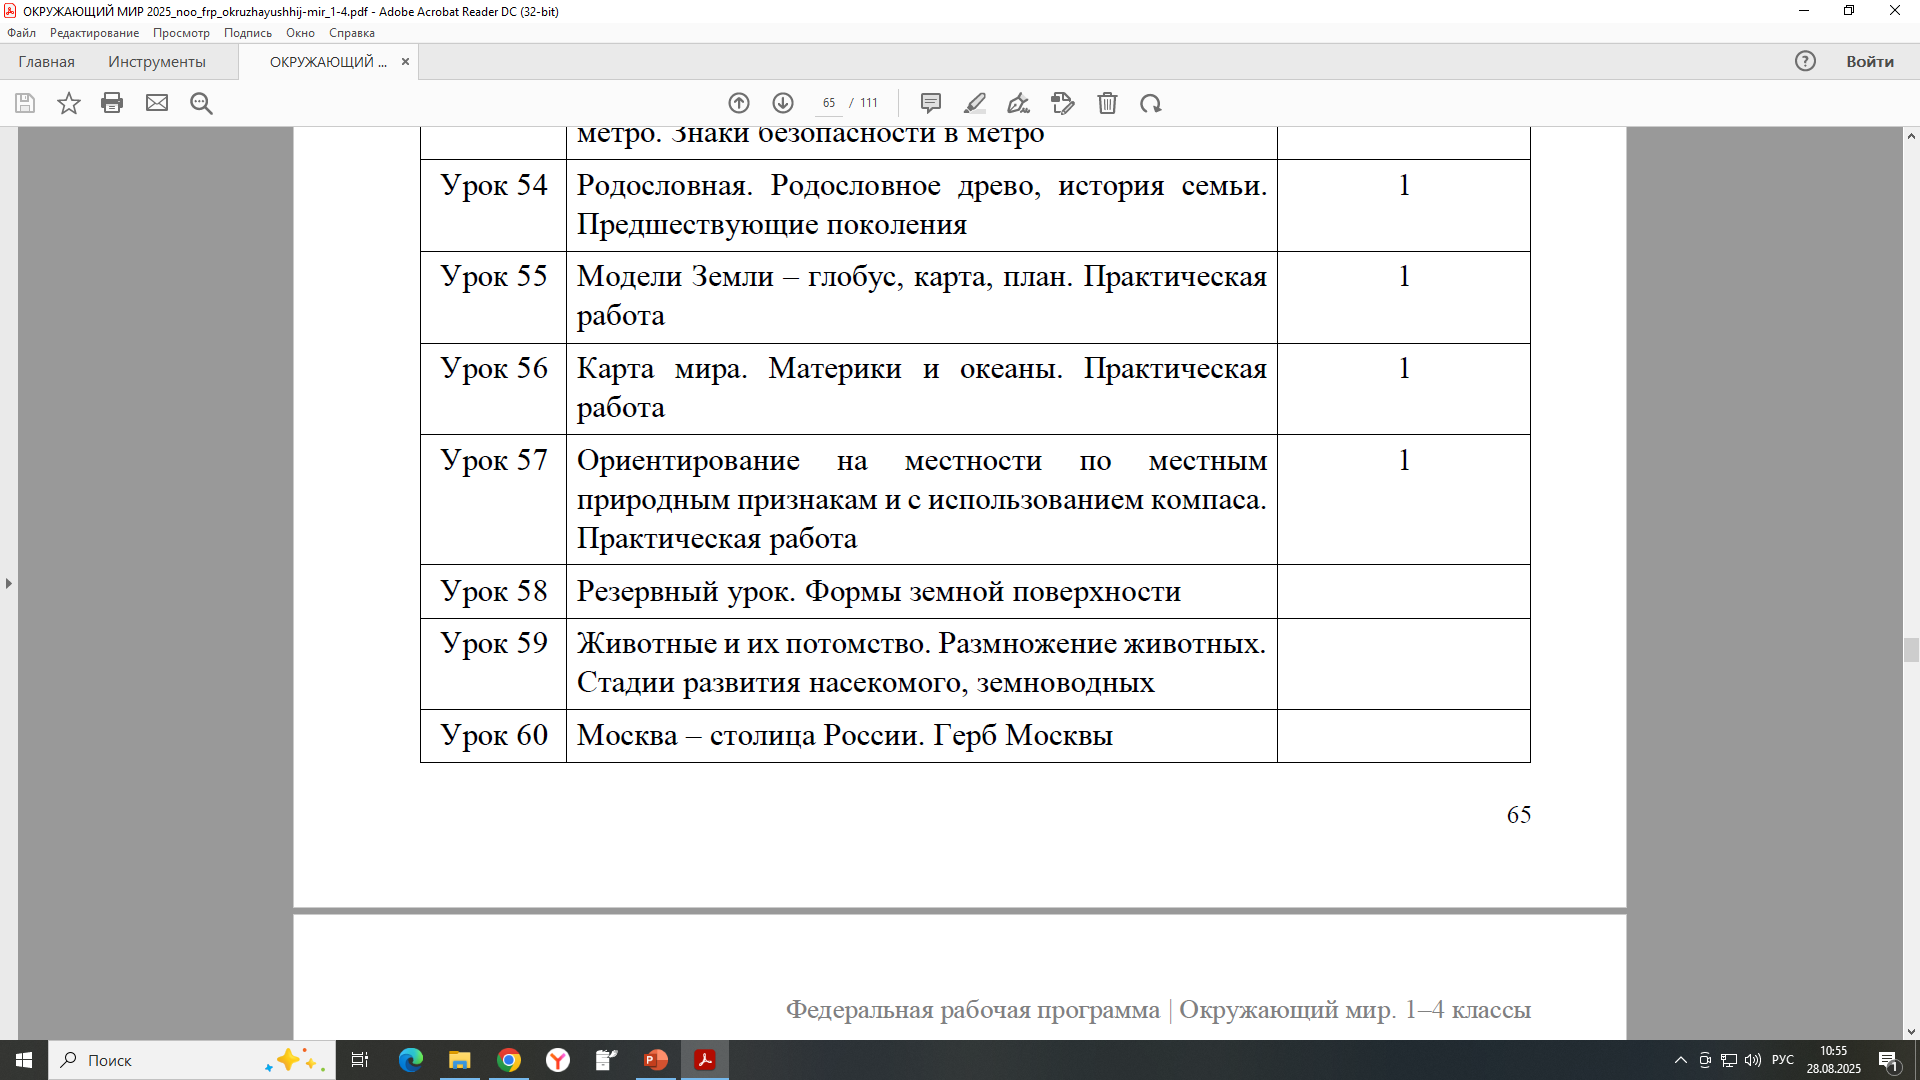 ОКРУЖАЮЩИЙ МИР 2025_noo_frp_okruzhayushhij-mir_1-4.pdf - Adobe Acrobat Reader DC (32-bit)
Файл Редактирование Просмотр Подпись Окно Справка
Главная Инструменты ОКРУЖАЮЩИЙ ... × ? Войти
65 / 111
метро. Знаки безопасности в метро
Урок 54 Родословная. Родословное древо, история семьи. 1
Предшествующие поколения
Урок 55 Модели Земли – глобус, карта, план. Практическая 1
работа
Урок 56 Карта мира. Материки и океаны. Практическая 1
работа
Урок 57 Ориентирование на местности по местным 1
природным признакам и с использованием компаса.
Практическая работа
Урок 58 Резервный урок. Формы земной поверхности
Урок 59 Животные и их потомство. Размножение животных.
Стадии развития насекомого, земноводных
Урок 60 Москва – столица России. Герб Москвы
65
Федеральная рабочая программа | Окружающий мир. 1–4 классы
Поиск
РУС
10:55
28.08.2025
1